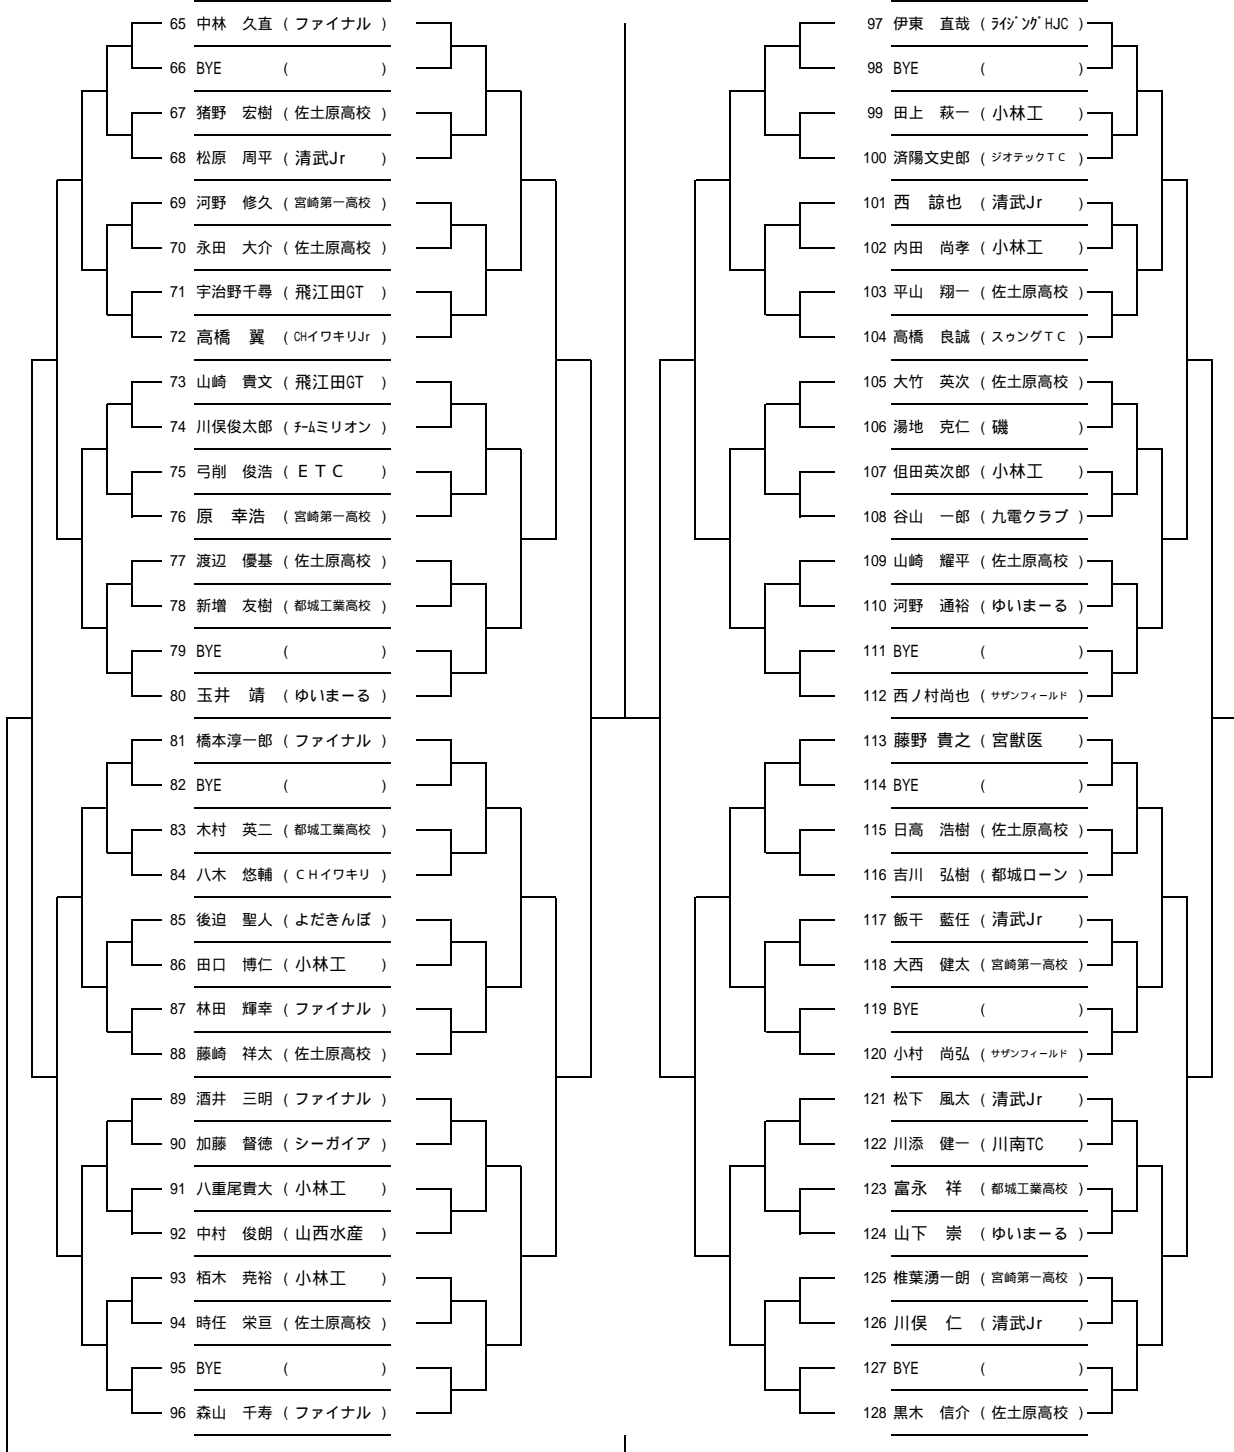 65 中林　久直 ( ファイナル )
66 BYE ( )
67 猪野　宏樹 ( 佐土原高校 )
68 松原　周平 ( 清武Jr )
69 河野　修久 ( 宮崎第一高校 )
70 永田　大介 ( 佐土原高校 )
71 宇治野千尋 ( 飛江田GT )
72 高橋　翼 ( CHイワキリJr )
73 山崎　貴文 ( 飛江田GT )
74 川俣俊太郎 ( ﾁｰﾑミリオン )
75 弓削　俊浩 ( ＥＴＣ )
76 原　幸浩 ( 宮崎第一高校 )
77 渡辺　優基 ( 佐土原高校 )
78 新増　友樹 ( 都城工業高校 )
79 BYE ( )
80 玉井　靖 ( ゆいまーる )
81 橋本淳一郎 ( ファイナル )
82 BYE ( )
83 木村　英二 ( 都城工業高校 )
84 八木　悠輔 ( ＣＨイワキリ )
85 後迫　聖人 ( よだきんぼ )
86 田口　博仁 ( 小林工 )
87 林田　輝幸 ( ファイナル )
88 藤崎　祥太 ( 佐土原高校 )
89 酒井　三明 ( ファイナル )
90 加藤　督徳 ( シーガイア )
91 八重尾貴大 ( 小林工 )
92 中村　俊朗 ( 山西水産 )
93 栢木　尭裕 ( 小林工 )
94 時任　栄亘 ( 佐土原高校 )
95 BYE ( )
96 森山　千寿 ( ファイナル )
97 伊東　直哉 ( ﾗｲｼﾞﾝｸﾞHJC )
98 BYE ( )
99 田上　萩一 ( 小林工 )
100 済陽文史郎 ( ジオテックＴＣ )
101 西　諒也 ( 清武Jr )
102 内田　尚孝 ( 小林工 )
103 平山　翔一 ( 佐土原高校 )
104 高橋　良誠 ( スゥングＴＣ )
105 大竹　英次 ( 佐土原高校 )
106 湯地　克仁 ( 磯 )
107 伹田英次郎 ( 小林工 )
108 谷山　一郎 ( 九電クラブ )
109 山崎　耀平 ( 佐土原高校 )
110 河野　通裕 ( ゆいまーる )
111 BYE ( )
112 西ノ村尚也 ( サザンフィールド )
113 藤野 貴之 ( 宮獣医 )
114 BYE ( )
115 日高　浩樹 ( 佐土原高校 )
116 吉川　弘樹 ( 都城ローン )
117 飯干　藍任 ( 清武Jr )
118 大西　健太 ( 宮崎第一高校 )
119 BYE ( )
120 小村　尚弘 ( サザンフィールド )
121 松下　風太 ( 清武Jr )
122 川添　健一 ( 川南TC )
123 富永　祥 ( 都城工業高校 )
124 山下　崇 ( ゆいまーる )
125 椎葉湧一朗 ( 宮崎第一高校 )
126 川俣　仁 ( 清武Jr )
127 BYE ( )
128 黒木　信介 ( 佐土原高校 )